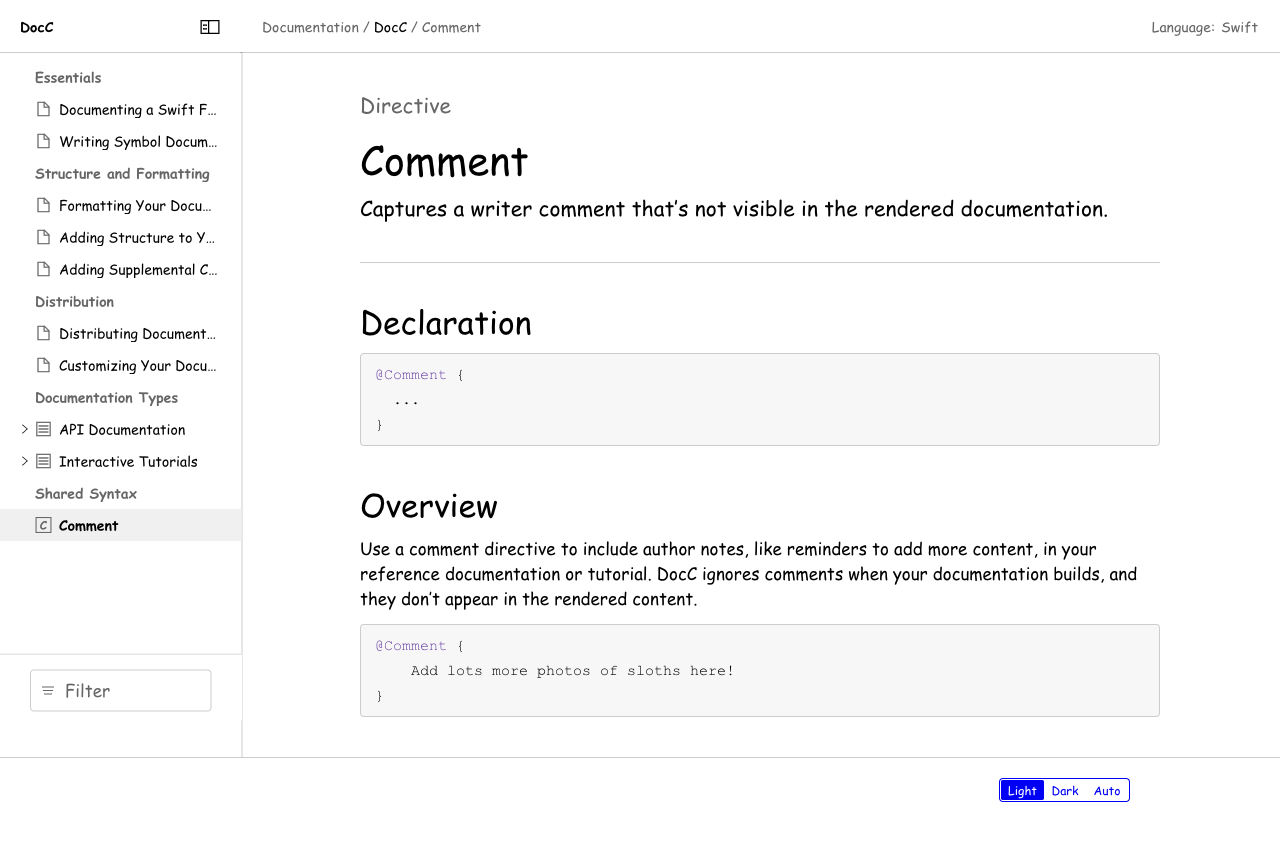 DocC
Documentation / DocC / Comment
Language: Swift
Essentials
Documenting a Swift F…
Writing Symbol Docum…
Structure and Formatting
Formatting Your Docu…
Adding Structure to Y…
Adding Supplemental C…
Distribution
Distributing Document…
Customizing Your Docu…
Documentation Types
API Documentation
Interactive Tutorials
Shared Syntax
C Comment
Filter
Directive
Comment
Captures a writer comment that’s not visible in the rendered documentation.
Declaration
@Comment {
...
}
Overview
Use a comment directive to include author notes, like reminders to add more content, in your
reference documentation or tutorial. DocC ignores comments when your documentation builds, and
they don’t appear in the rendered content.
@Comment {
Add lots more photos of sloths here!
}
Light Dark Auto